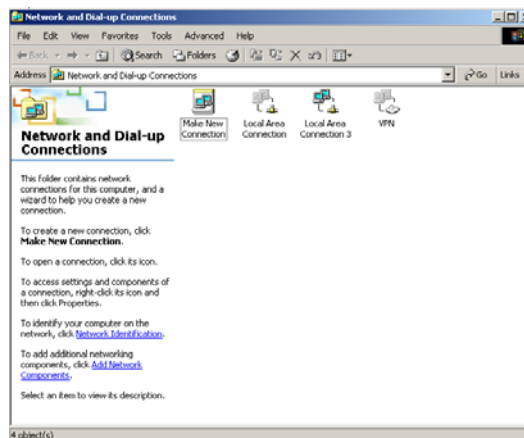 Network and Dial-up Connections
File Edit View Favorites Tools Advanced Help
Back Search Folders
Address Network and Dial-up Connections Go Links
Make New Connection
Local Area Connection
Local Area Connection 3
VPN
Network and Dial-up
Connections
This folder contains network
connections for this computer, and a
wizard to help you create a new
connection.
To create a new connection, click
Make New Connection.
To open a connection, click its icon.
To access settings and components of
a connection, right-click its icon and
then click Properties.
To identify your computer on the
network, click Network Identification.
To add additional networking
components, click Add Network
Components.
Select an item to view its description.
4 object(s)